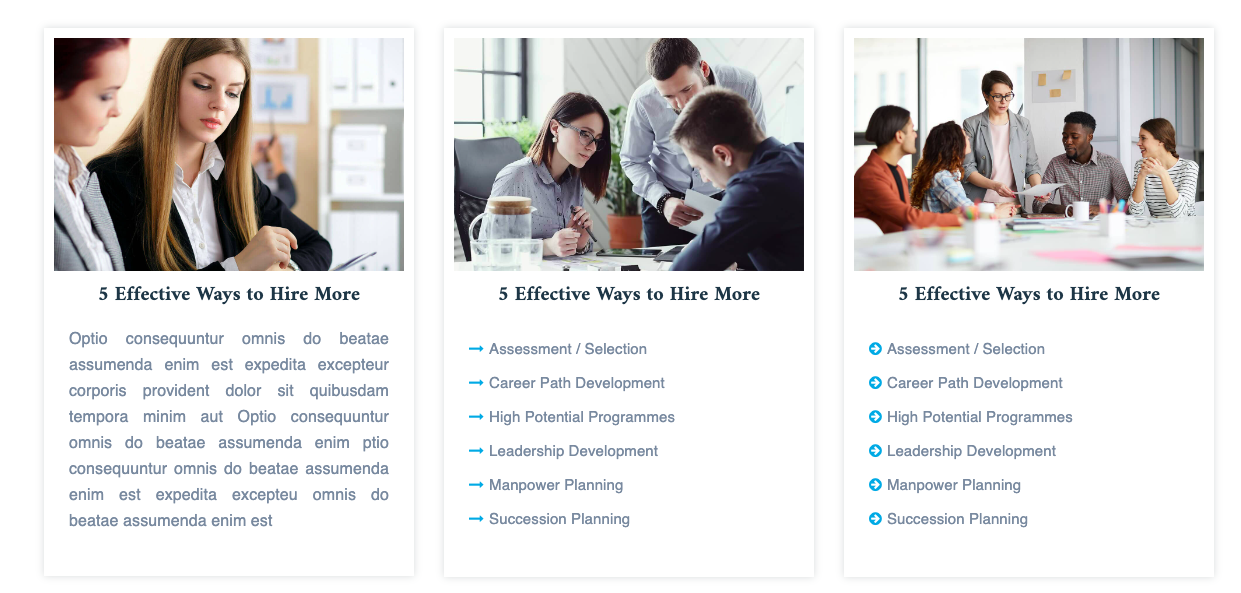 5 Effective Ways to Hire More
Optio consequuntur omnis do beatae
assumenda enim est expedita excepteur
corporis provident dolor sit quibusdam
tempora minim aut Optio consequuntur
omnis do beatae assumenda enim ptio
consequuntur omnis do beatae assumenda
enim est expedita excepteu omnis do
beatae assumenda enim est
5 Effective Ways to Hire More
Assessment / Selection
Career Path Development
High Potential Programmes
Leadership Development
Manpower Planning
Succession Planning
5 Effective Ways to Hire More
Assessment / Selection
Career Path Development
High Potential Programmes
Leadership Development
Manpower Planning
Succession Planning